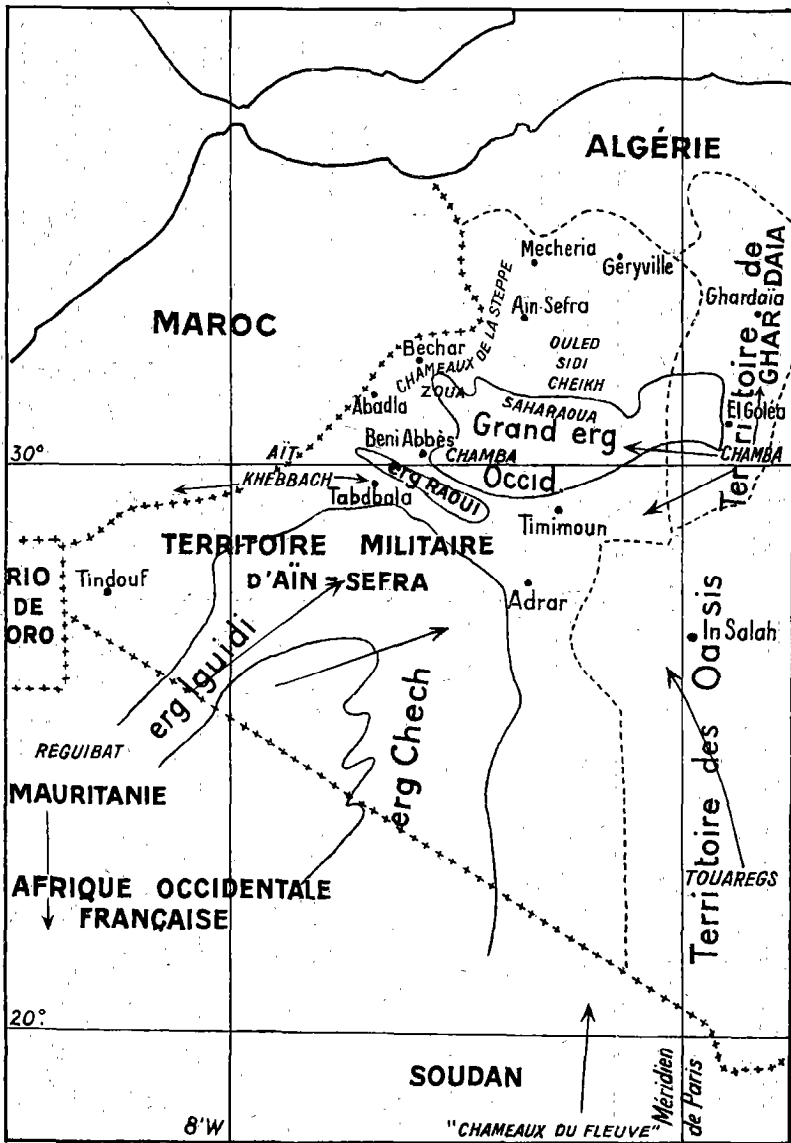 ALGÉRIE
Mecheria
Géryville
Territoire de
GHARDAIA
Ghardaïa
Aïn-Sefra
MAROC
CHAMEAUX DE LA STEPPE
Bechar
OULED
SIDI
CHEIKH
ZOUA
Abadla
SAHARAOUA
El Goléa
Grand erg
Beni Abbès
CHAMBA
CHAMBA
30°
AÏT
KHEBBACH
Occid
erg RAOUI
Tabdbala
Timimoun
TERRITOIRE MILITAIRE
D'AÏN=SEFRA
RIO
DE
ORO
Tindouf
Adrar
In Salah
erg Iguidi
erg Chech
Territoire des Oasis
REGUIBAT
MAURITANIE
TOUAREGS
AFRIQUE OCCIDENTALE
FRANÇAISE
20°
SOUDAN
8°W
"CHAMEAUX DU FLEUVE"
Méridien
de Paris